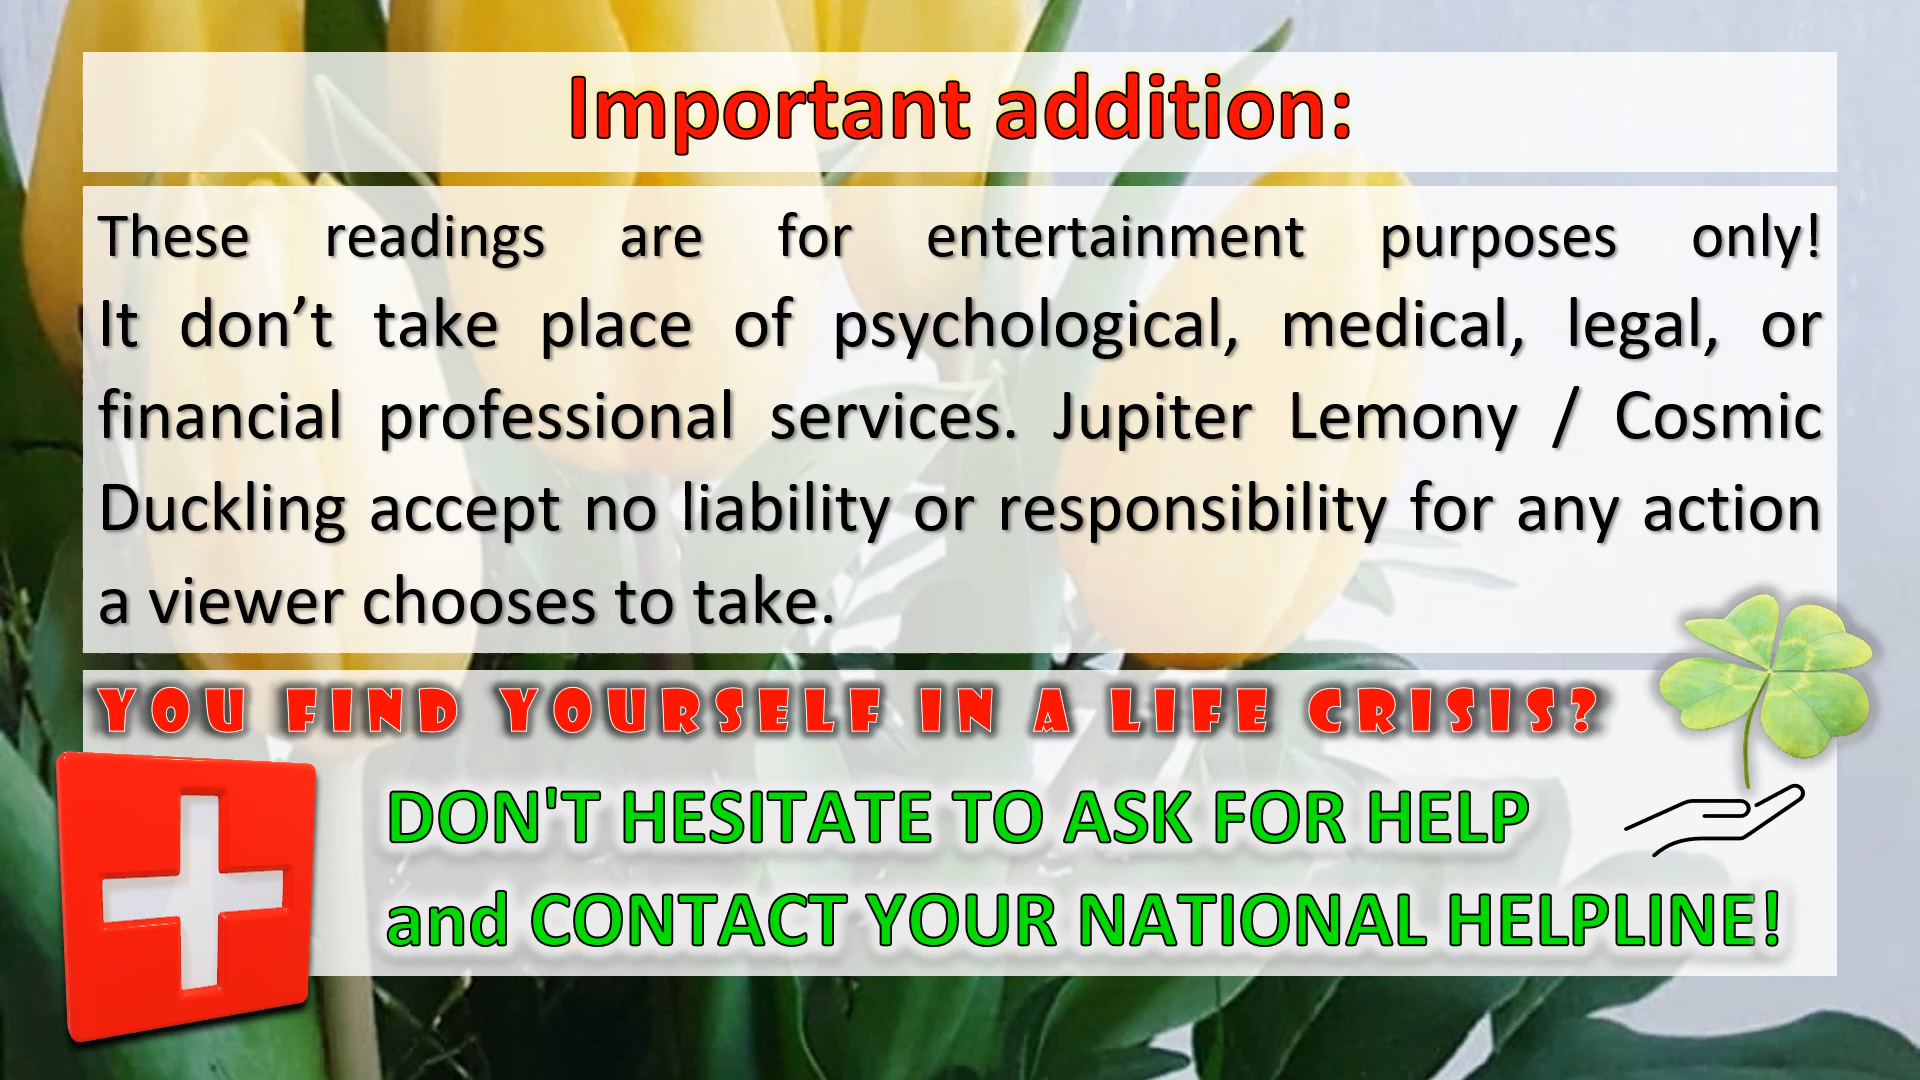 Important addition:
These readings are for entertainment purposes only!
It don’t take place of psychological, medical, legal, or
financial professional services. Jupiter Lemony / Cosmic
Duckling accept no liability or responsibility for any action
a viewer chooses to take.
YOU FIND YOURSELF IN A LIFE CRISIS?
DON'T HESITATE TO ASK FOR HELP
and CONTACT YOUR NATIONAL HELPLINE!